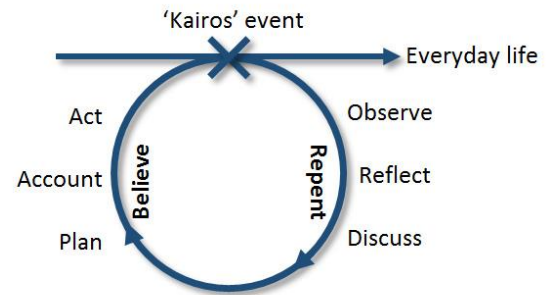 ‘Kairos’ event
Everyday life
Observe
Reflect
Discuss
Repent
Believe
Act
Account
Plan